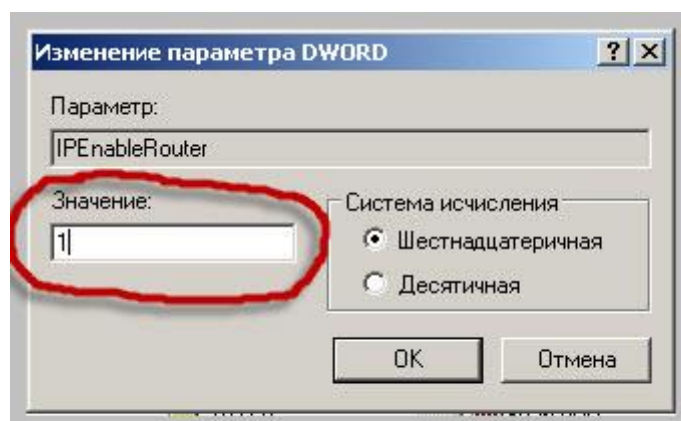 Изменение параметра DWORD
Параметр:
IPEnableRouter
Значение:
1
Система исчисления
Шестнадцатеричная
Десятичная
OK
Отмена